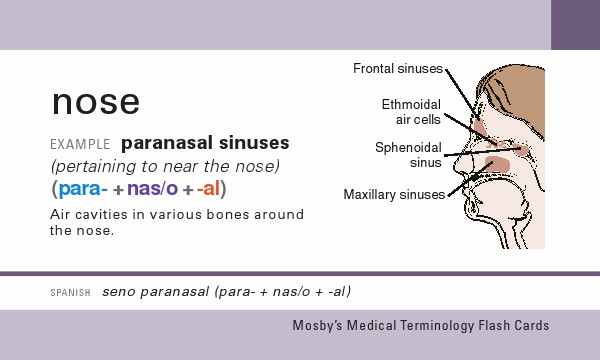 nose
EXAMPLE paranasal sinuses
(pertaining to near the nose)
(para- + nas/o + -al)
Air cavities in various bones around
the nose.
Frontal sinuses
Ethmoidal
air cells
Sphenoidal
sinus
Maxillary sinuses
SPANISH seno paranasal (para- + nas/o + -al)
Mosby's Medical Terminology Flash Cards